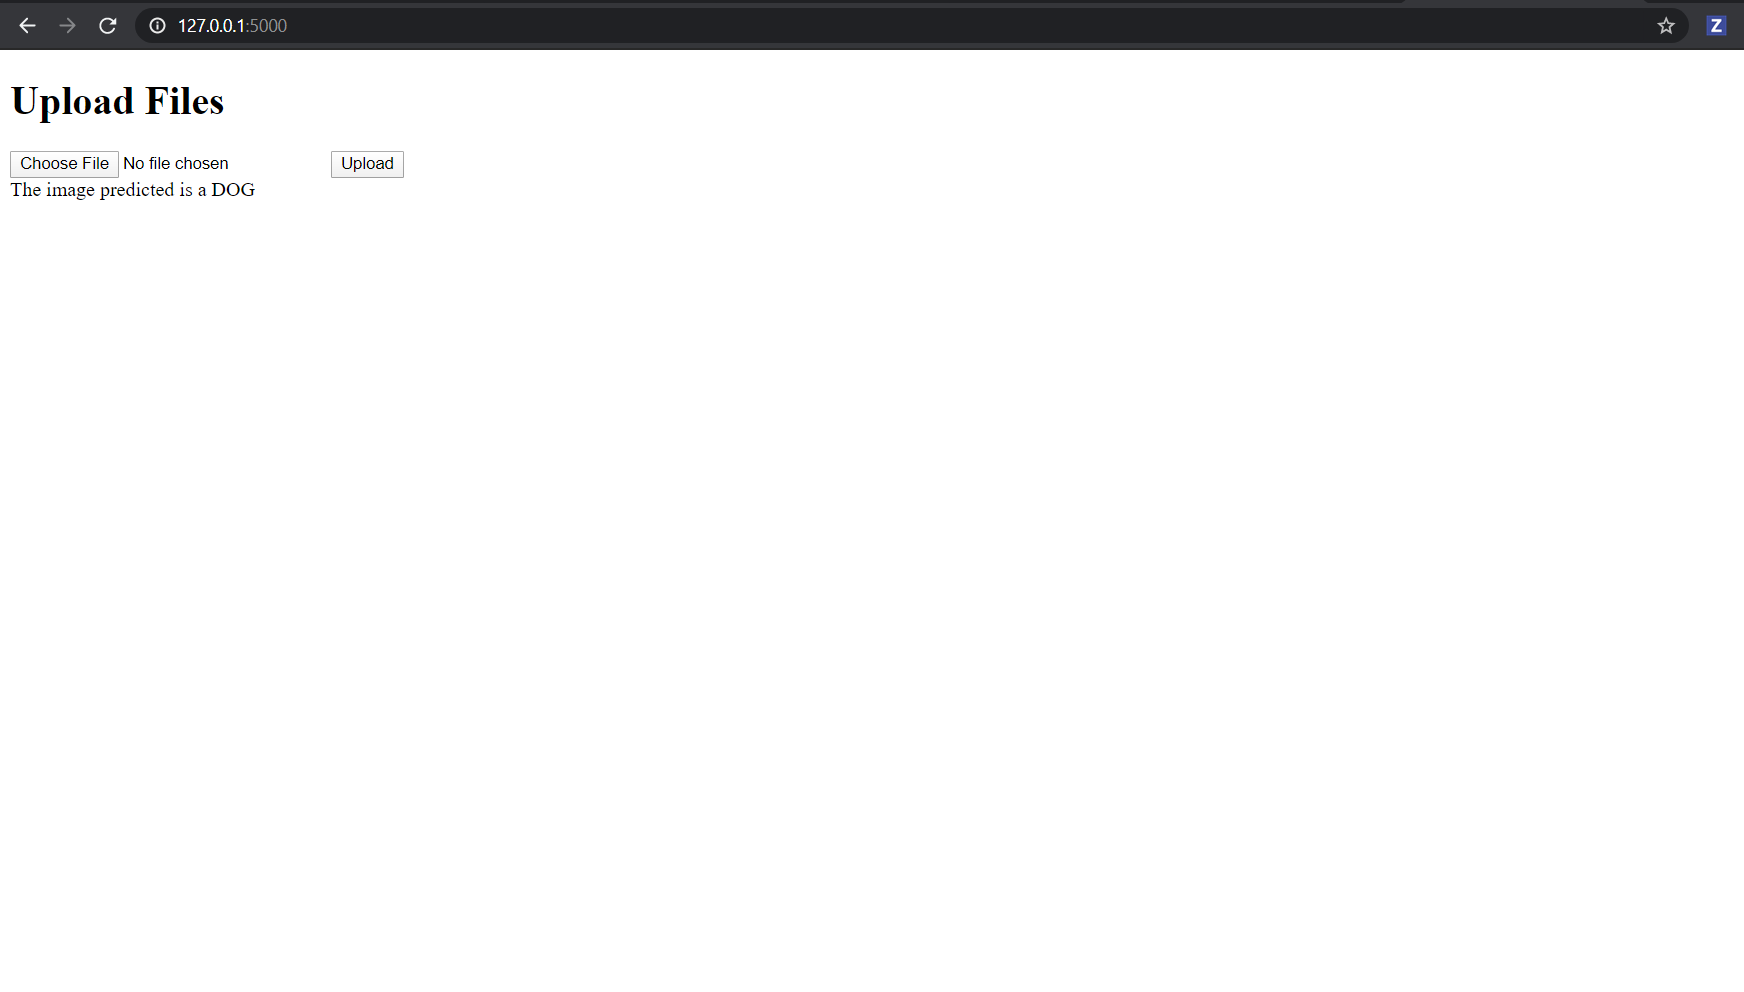 127.0.0.1:5000
Z
Upload Files
Choose File No file chosen Upload
The image predicted is a DOG